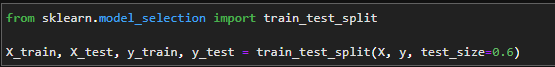 from sklearn.model_selection import train_test_split
X_train, X_test, y_train, y_test = train_test_split(X, y, test_size=0.6)